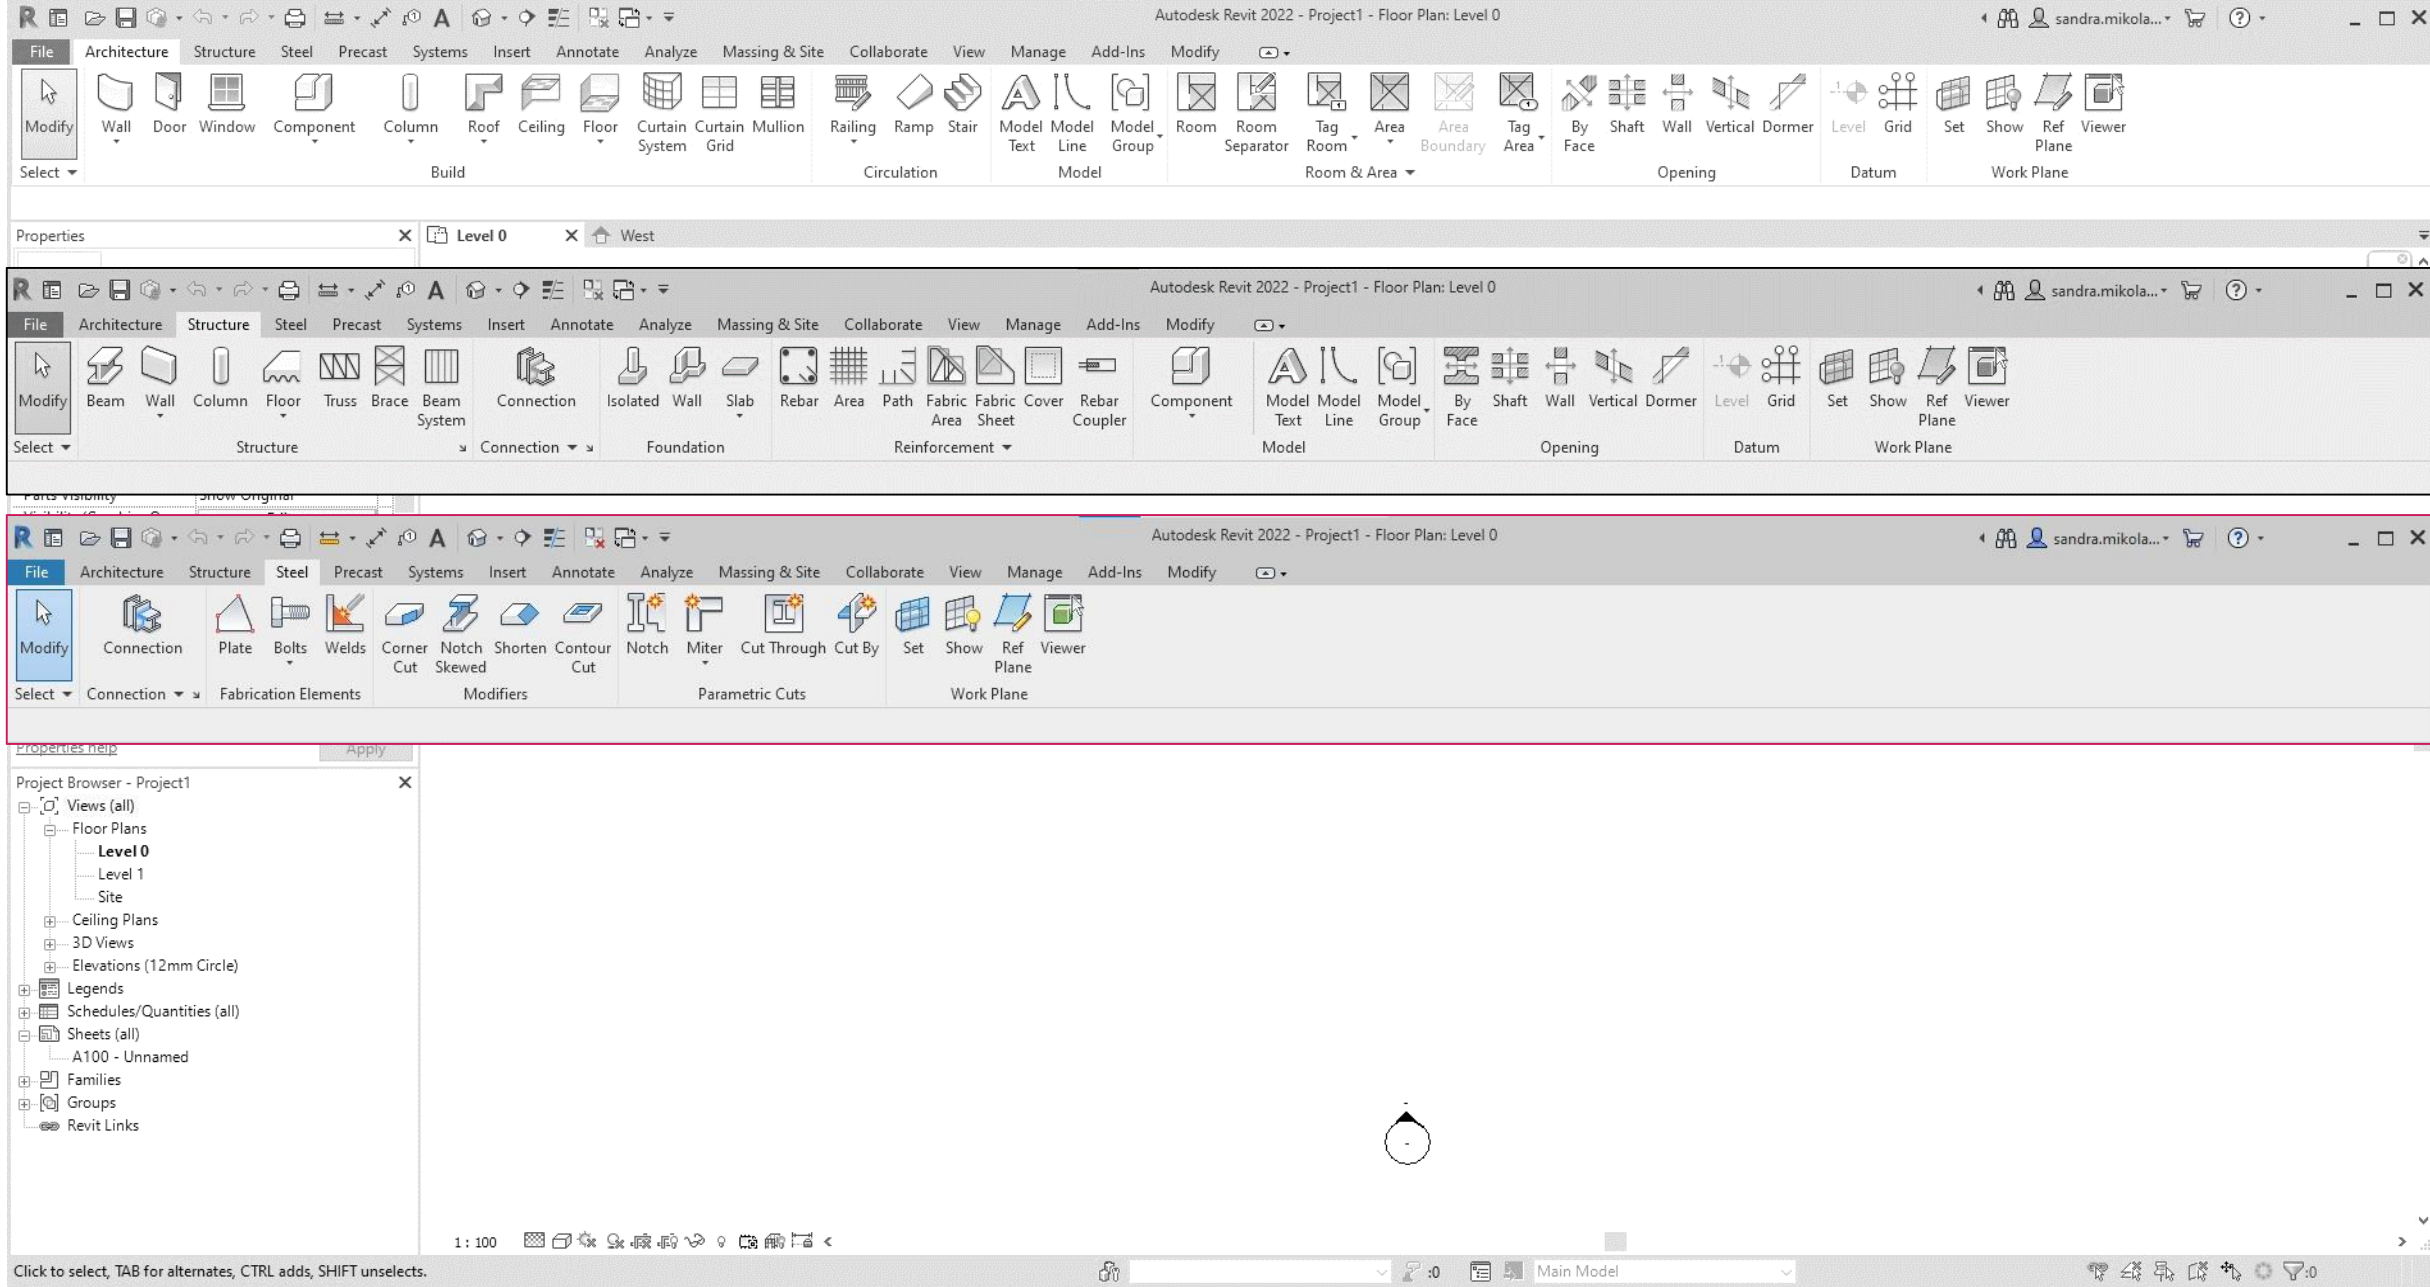 Autodesk Revit 2022 - Project1 - Floor Plan: Level 0 sandra.mikola...
File Architecture Structure Steel Precast Systems Insert Annotate Analyze Massing & Site Collaborate View Manage Add-Ins Modify
Modify Wall Door Window Component Column Roof Ceiling Floor Curtain System Curtain Grid Mullion Railing Ramp Stair Model Text Model Line Model Group Room Room Separator Tag Room Area Area Boundary Tag Area By Face Shaft Wall Vertical Dormer Level Grid Set Show Ref Plane Viewer
Select Build Circulation Model Room & Area Opening Datum Work Plane
Properties Level 0 West
Autodesk Revit 2022 - Project1 - Floor Plan: Level 0 sandra.mikola...
File Architecture Structure Steel Precast Systems Insert Annotate Analyze Massing & Site Collaborate View Manage Add-Ins Modify
Modify Beam Wall Column Floor Truss Brace Beam System Connection Isolated Wall Slab Rebar Area Path Fabric Area Fabric Sheet Cover Rebar Coupler Component Model Text Model Line Model Group By Face Shaft Wall Vertical Dormer Level Grid Set Show Ref Plane Viewer
Select Structure Connection Foundation Reinforcement Model Opening Datum Work Plane
Parts Visibility Show Original
Autodesk Revit 2022 - Project1 - Floor Plan: Level 0 sandra.mikola...
File Architecture Structure Steel Precast Systems Insert Annotate Analyze Massing & Site Collaborate View Manage Add-Ins Modify
Modify Connection Plate Bolts Welds Corner Cut Notch Skewed Shorten Contour Cut Notch Miter Cut Through Cut By Set Show Ref Plane Viewer
Select Connection Fabrication Elements Modifiers Parametric Cuts Work Plane
Properties help Apply
Project Browser - Project1
Views (all)
Floor Plans
Level 0
Level 1
Site
Ceiling Plans
3D Views
Elevations (12mm Circle)
Legends
Schedules/Quantities (all)
Sheets (all)
A100 - Unnamed
Families
Groups
Revit Links
1 : 100
Click to select, TAB for alternates, CTRL adds, SHIFT unselects. :0 Main Model :0